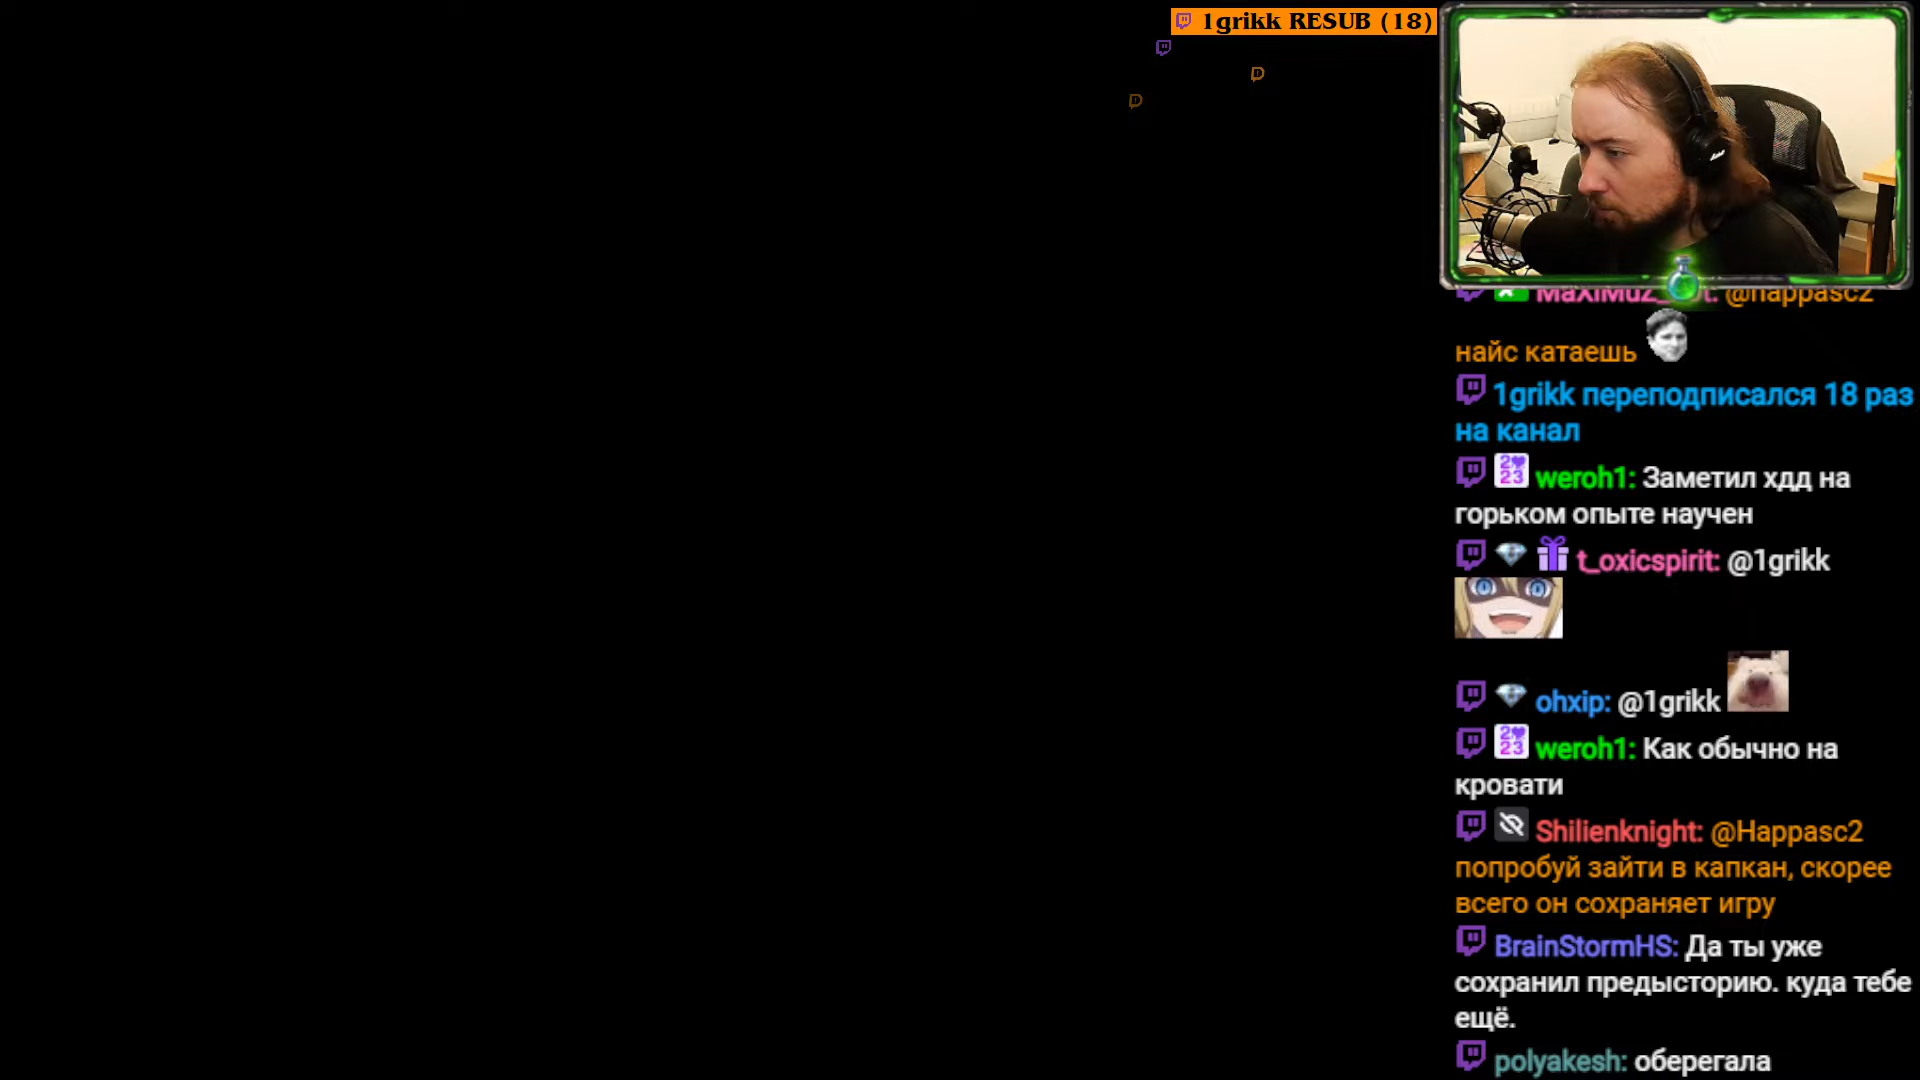 1grikk RESUB (18)
@happasc2
найс катаешь
1grikk переподписался 18 раз
на канал
weroh1: Заметил хдд на
горьком опыте научен
t_oxicspirit: @1grikk
ohxip: @1grikk
weroh1: Как обычно на
кровати
Shilienknight: @Happasc2
попробуй зайти в капкан, скорее
всего он сохраняет игру
BrainStormHS: Да ты уже
сохранил предысторию. куда тебе
ещё.
polyakesh: оберегала